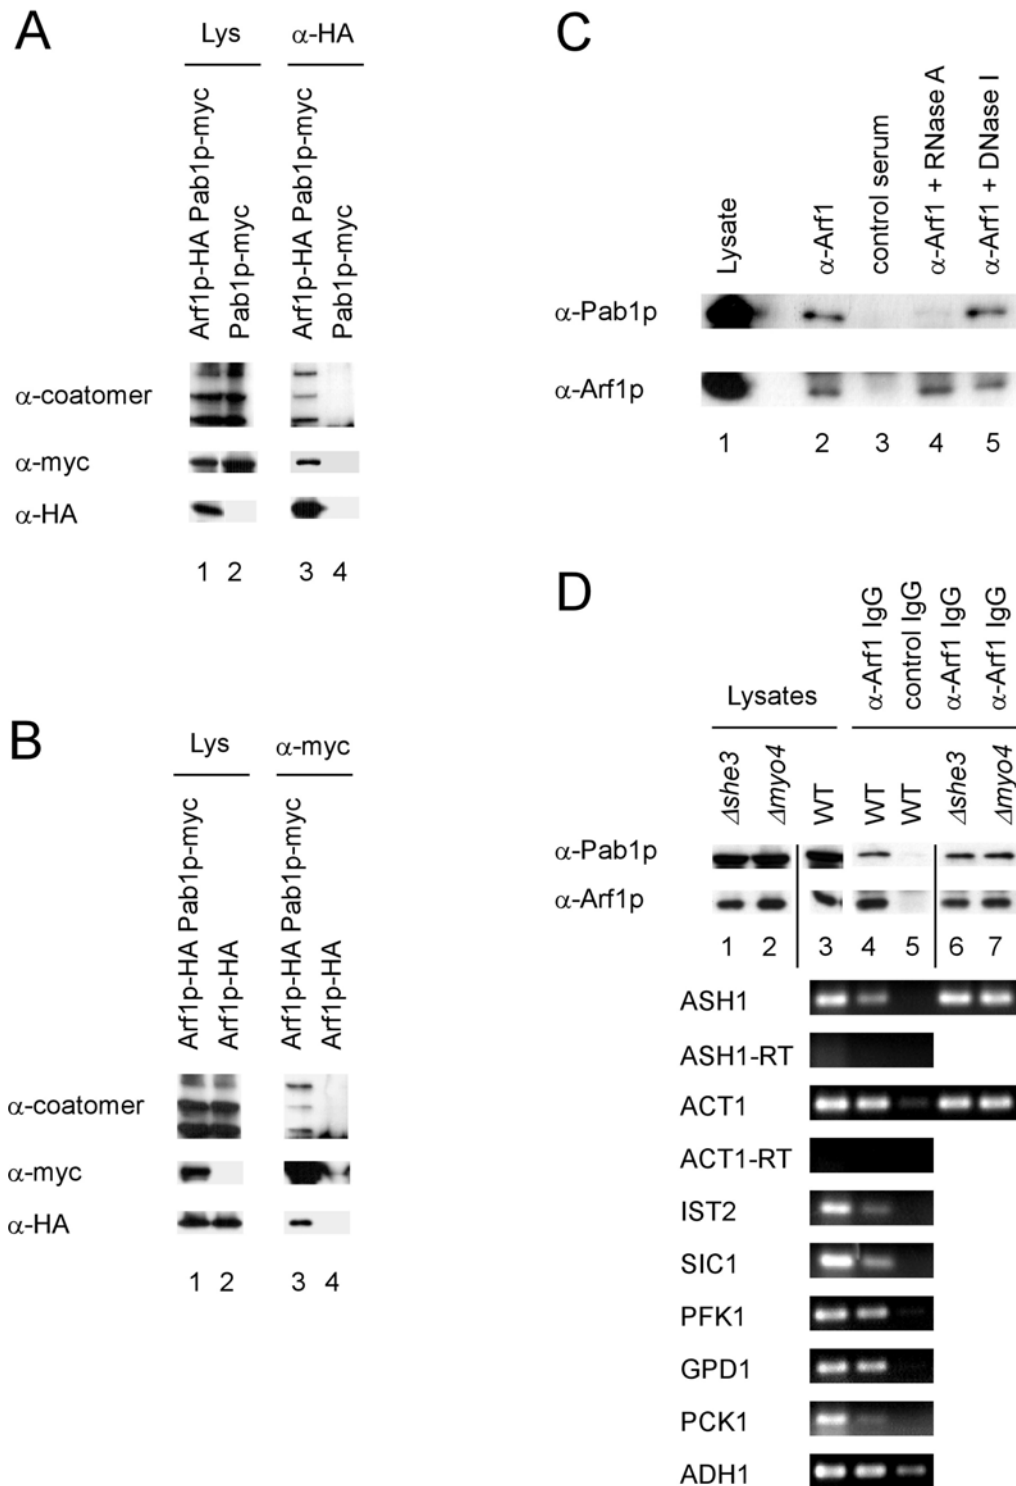 A
Lys
α-HA
Arf1p-HA Pab1p-myc
Pab1p-myc
Arf1p-HA Pab1p-myc
Pab1p-myc
α-coatomer
α-myc
α-HA
1 2 3 4
B
Lys
α-myc
Arf1p-HA Pab1p-myc
Arf1p-HA
Arf1p-HA Pab1p-myc
Arf1p-HA
α-coatomer
α-myc
α-HA
1 2 3 4
C
Lysate
α-Arf1
control serum
α-Arf1 + RNase A
α-Arf1 + DNase I
α-Pab1p
α-Arf1p
1 2 3 4 5
D
Lysates
α-Arf1 IgG
control IgG
α-Arf1 IgG
α-Arf1 IgG
Δshe3
Δmyo4
WT
WT
WT
Δshe3
Δmyo4
α-Pab1p
α-Arf1p
1 2 3 4 5 6 7
ASH1
ASH1-RT
ACT1
ACT1-RT
IST2
SIC1
PFK1
GPD1
PCK1
ADH1